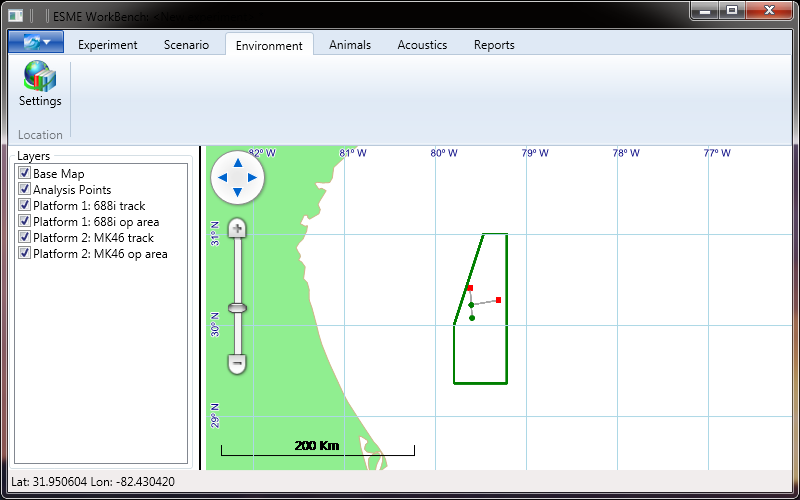 ESME WorkBench: <Ne
Experiment Scenario Environment Animals Acoustics Reports
Settings
Location
Layers
Base Map
Analysis Points
Platform 1: 688i track
Platform 1: 688i op area
Platform 2: MK46 track
Platform 2: MK46 op area
82° W 81° W 80° W 79° W 78° W 77° W
31° N
30° N
29° N
200 Km
Lat: 31.950604 Lon: -82.430420